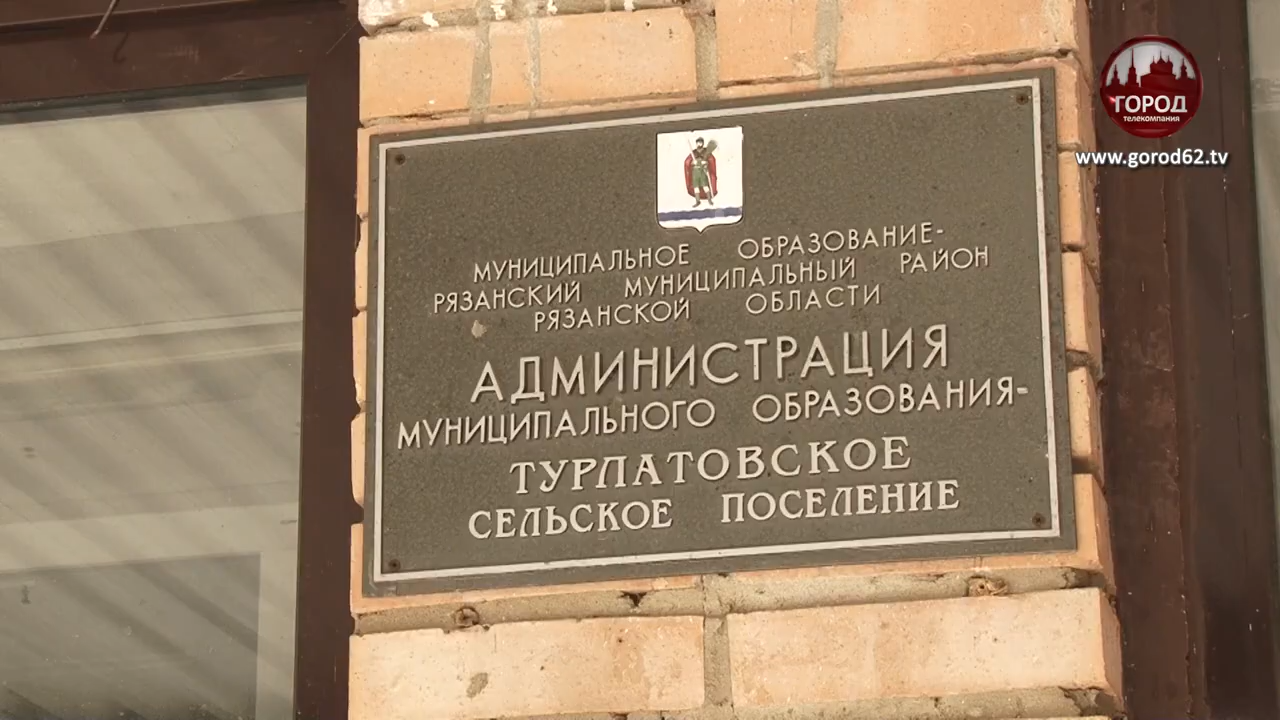 ГОРОД
телекомпания
www.gorod62.tv
МУНИЦИПАЛЬНОЕ ОБРАЗОВАНИЕ-
РЯЗАНСКИЙ МУНИЦИПАЛЬНЫЙ РАЙОН
РЯЗАНСКОЙ ОБЛАСТИ
АДМИНИСТРАЦИЯ
МУНИЦИПАЛЬНОГО ОБРАЗОВАНИЯ-
ТУРЛАТОВСКОЕ
СЕЛЬСКОЕ ПОСЕЛЕНИЕ